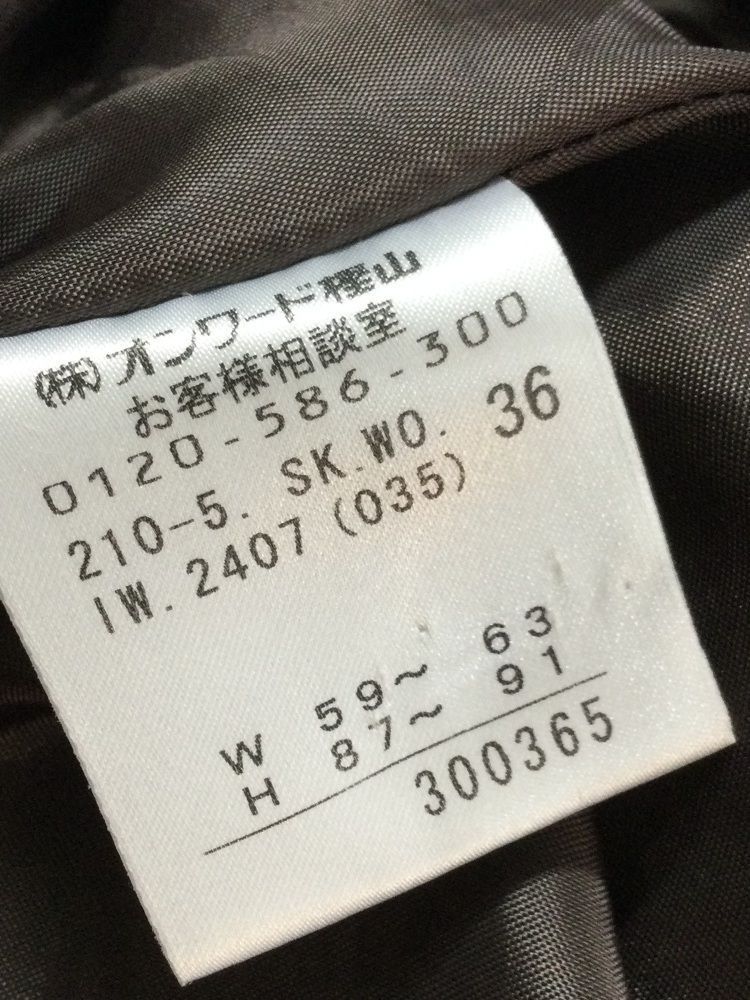 (株)オンワード樫山
お客様相談室
0120-586-300
210-5. SK.WO. 36
IW.2407(035)
W 59～ 63
H 87～ 91
300365